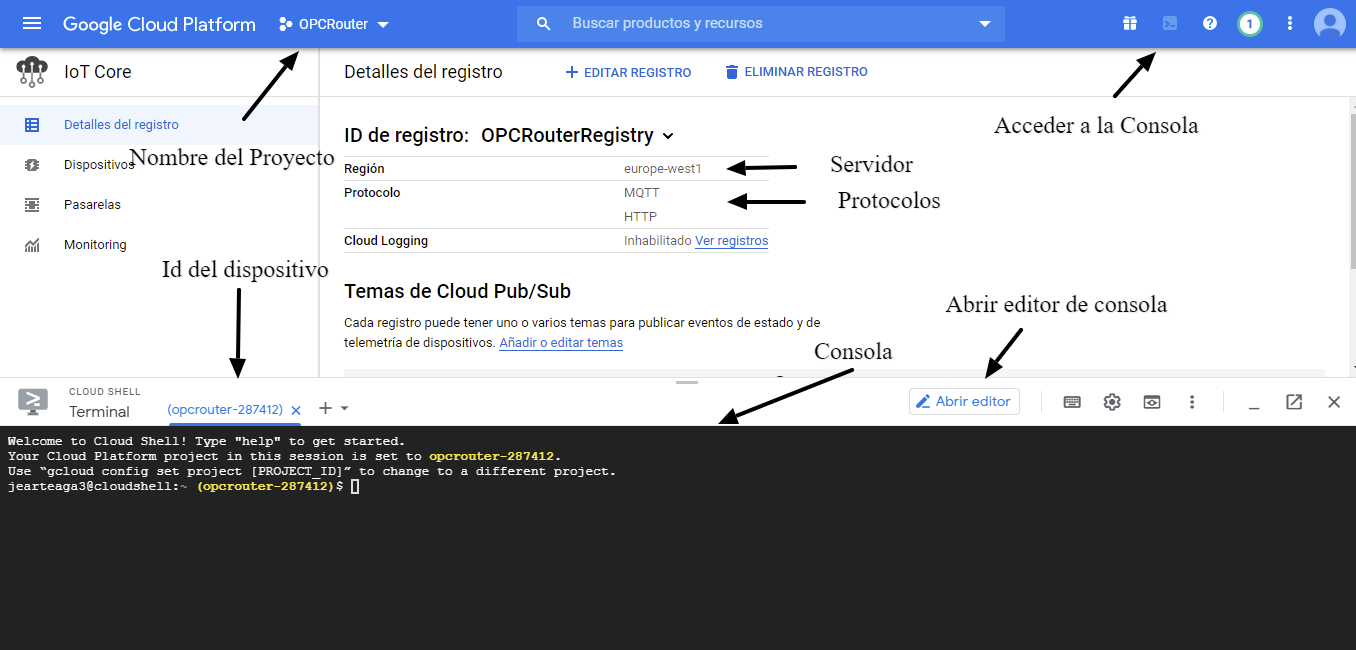 Google Cloud Platform OPCRouter Buscar productos y recursos 1
IoT Core
Detalles del registro EDITAR REGISTRO ELIMINAR REGISTRO
Acceder a la Consola
Detalles del registro
Dispositivos
Pasarelas
Monitoring
Nombre del Proyecto
ID de registro: OPCRouterRegistry
Región europe-west1
Servidor
Protocolo MQTT
HTTP
Protocolos
Cloud Logging Inhabilitado Ver registros
Id del dispositivo
Temas de Cloud Pub/Sub
Cada registro puede tener uno o varios temas para publicar eventos de estado y de
telemetría de dispositivos. Añadir o editar temas
Abrir editor de consola
Consola
CLOUD SHELL
Terminal (opcrouter-287412) Abrir editor
Welcome to Cloud Shell! Type "help" to get started.
Your Cloud Platform project in this session is set to opcrouter-287412.
Use “gcloud config set project [PROJECT_ID]” to change to a different project.
jearteaga3@cloudshell:~ (opcrouter-287412)$